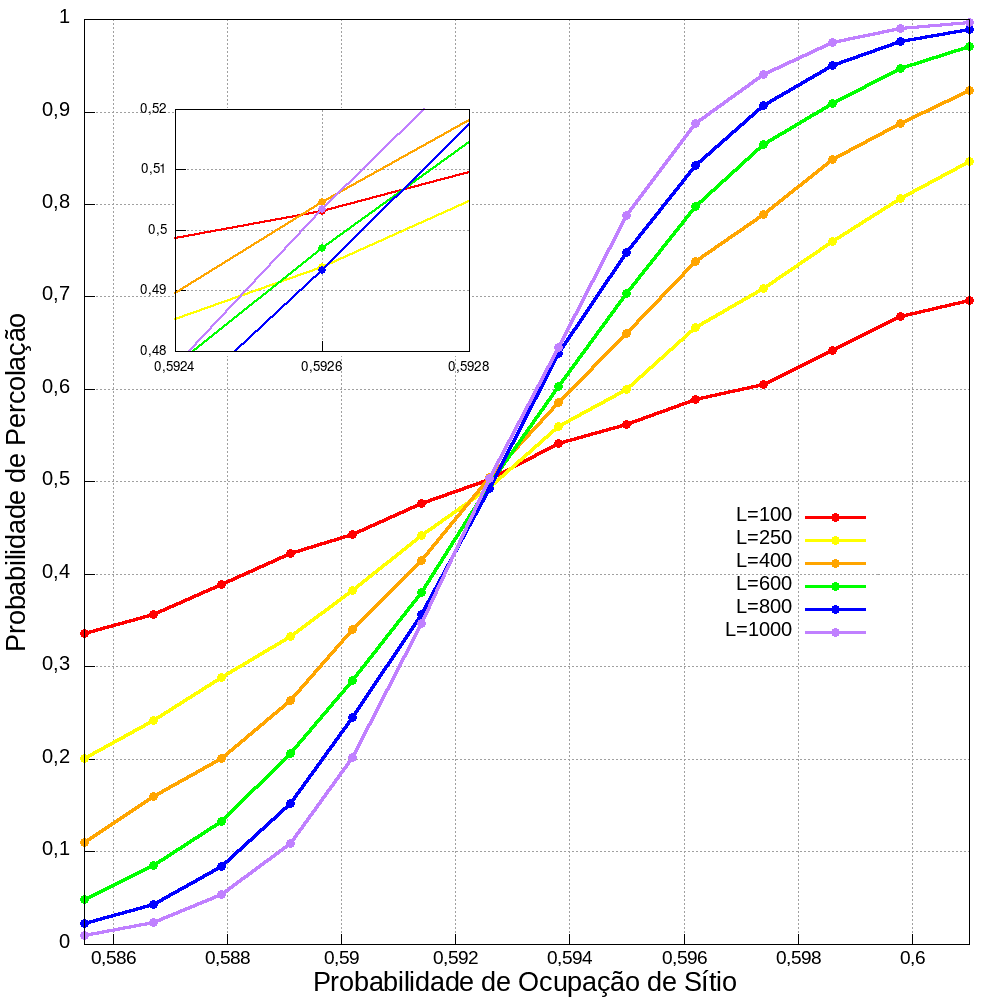 1
0,9
0,8
0,7
0,6
0,5
0,4
0,3
0,2
0,1
0
Probabilidade de Percolação
0,52
0,51
0,5
0,49
0,48
0,5924 0,5926 0,5928
L=100
L=250
L=400
L=600
L=800
L=1000
0,586 0,588 0,59 0,592 0,594 0,596 0,598 0,6
Probabilidade de Ocupação de Sítio